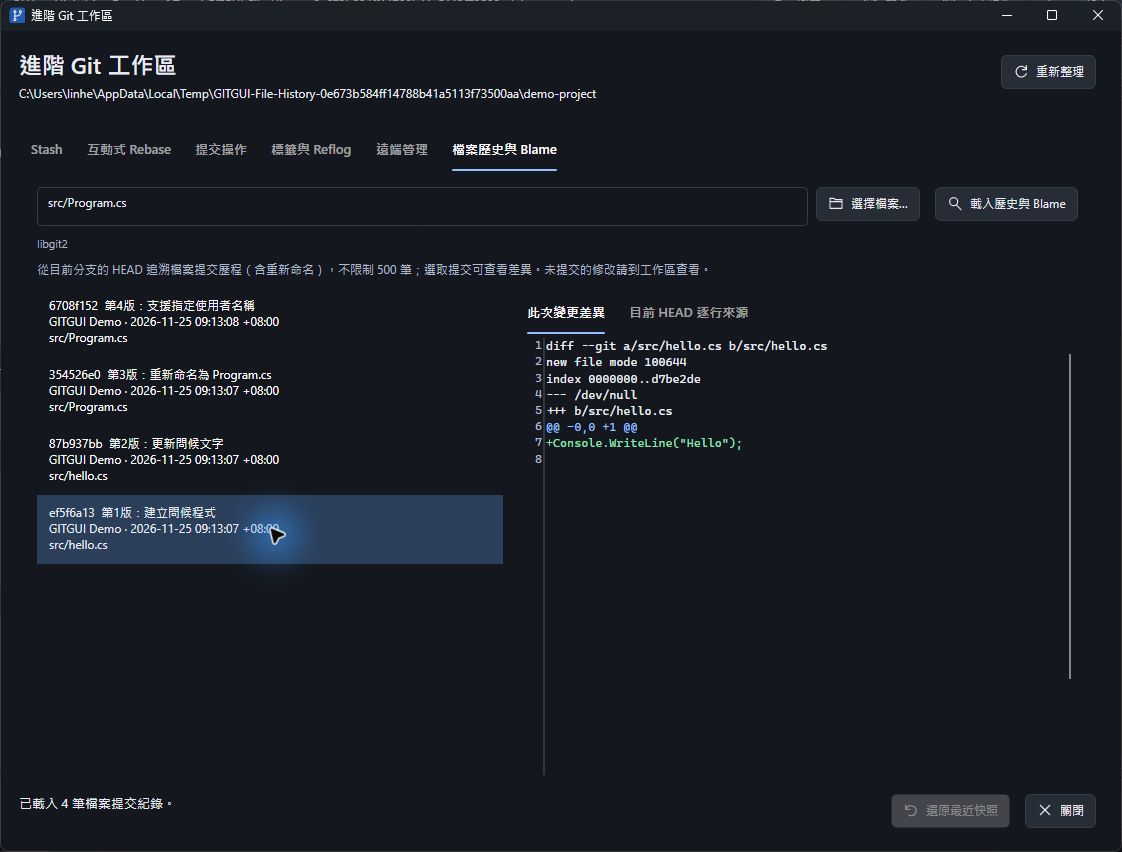 進階 Git 工作區
進階 Git 工作區
重新整理
C:\Users\linhe\AppData\Local\Temp\GITGUI-File-History-0e673b584ff14788b41a5113f73500aa\demo-project
Stash 互動式 Rebase 提交操作 標籤與 Reflog 遠端管理 檔案歷史與 Blame
src/Program.cs
選擇檔案...
載入歷史與 Blame
libgit2
從目前分支的 HEAD 追溯檔案提交歷程（含重新命名），不限制 500 筆；選取提交可查看差異。未提交的修改請到工作區查看。
6708f152 第4版：支援指定使用者名稱
GITGUI Demo · 2026-11-25 09:13:08 +08:00
src/Program.cs
354526e0 第3版：重新命名為 Program.cs
GITGUI Demo · 2026-11-25 09:13:07 +08:00
src/Program.cs
87b937bb 第2版：更新問候文字
GITGUI Demo · 2026-11-25 09:13:07 +08:00
src/hello.cs
ef5f6a13 第1版：建立問候程式
GITGUI Demo · 2026-11-25 09:13:07 +08:00
src/hello.cs
此次變更差異 目前 HEAD 逐行來源
1 diff --git a/src/hello.cs b/src/hello.cs
2 new file mode 100644
3 index 0000000..d7be2de
4 --- /dev/null
5 +++ b/src/hello.cs
6 @@ -0,0 +1 @@
7 +Console.WriteLine("Hello");
8
已載入 4 筆檔案提交紀錄。
還原最近快照
關閉